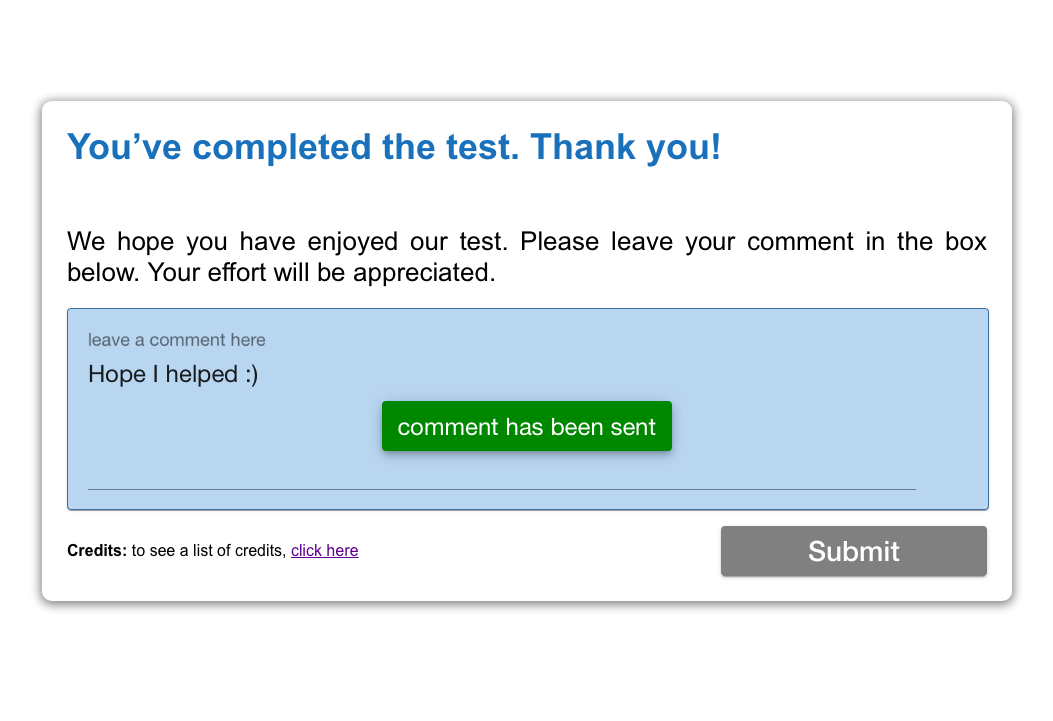 You’ve completed the test. Thank you!
We hope you have enjoyed our test. Please leave your comment in the box
below. Your effort will be appreciated.
leave a comment here
Hope I helped :)
comment has been sent
Credits: to see a list of credits, click here
Submit